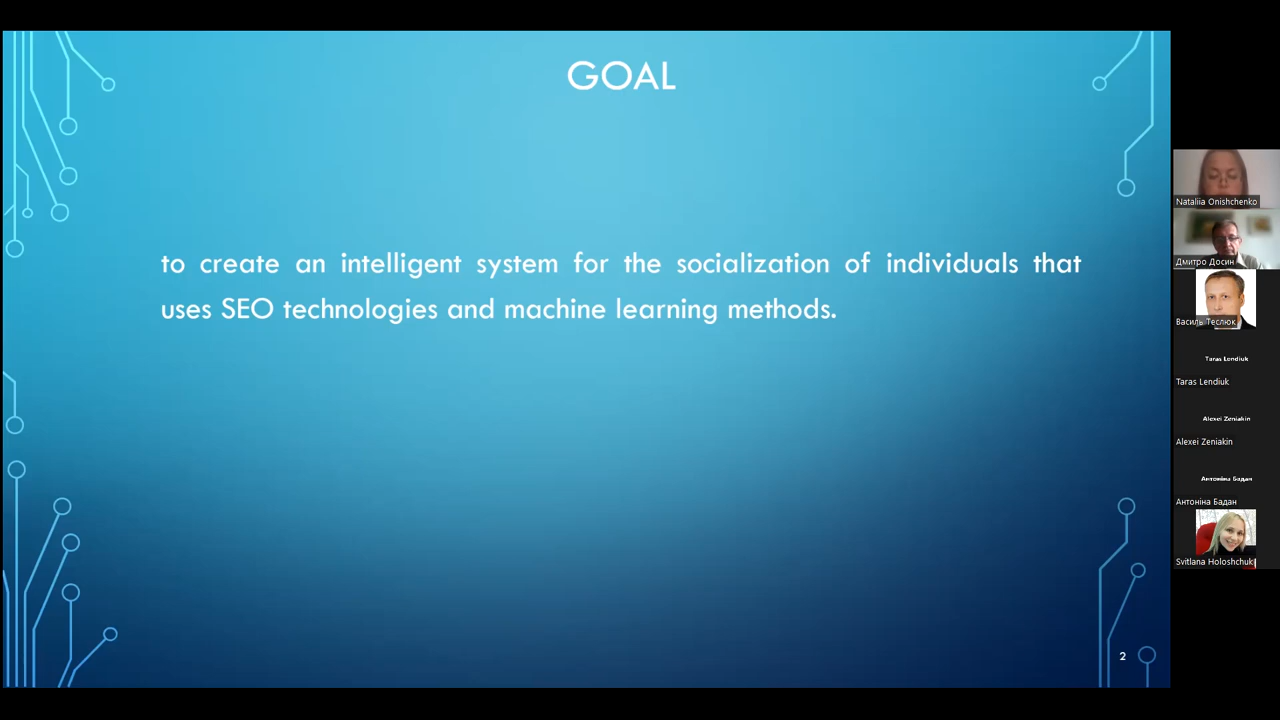 GOAL
to create an intelligent system for the socialization of individuals that
uses SEO technologies and machine learning methods.
2
Nataliia Onishchenko
Дмитро Досин
Василь Теслюк
Taras Lendiuk
Taras Lendiuk
Alexei Zeniakin
Alexei Zeniakin
Антоніна Бадан
Антоніна Бадан
Svitlana Holoshchuk